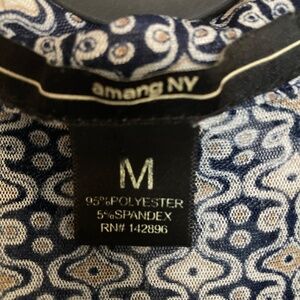 amang NY
M
95%POLYESTER
5%SPANDEX
RN# 142896